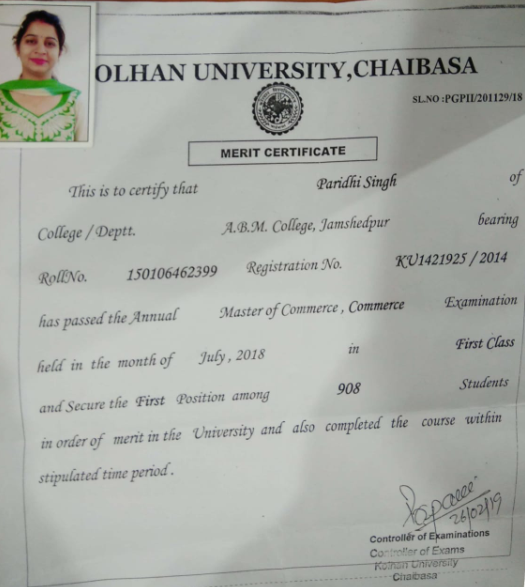 OLHAN UNIVERSITY,CHAIBASA
SL.NO :PGPII/201129/18
MERIT CERTIFICATE
This is to certify that Paridhi Singh of
College / Deptt. A.B.M. College, Jamshedpur bearing
RollNo. 150106462399 Registration No. KU1421925 / 2014
has passed the Annual Master of Commerce , Commerce Examination
held in the month of July , 2018 in First Class
and Secure the First Position among 908 Students
in order of merit in the University and also completed the course within
stipulated time period .
26/02/19
Controller of Examinations
Controller of Exams
Kolhan University
Chaibasa